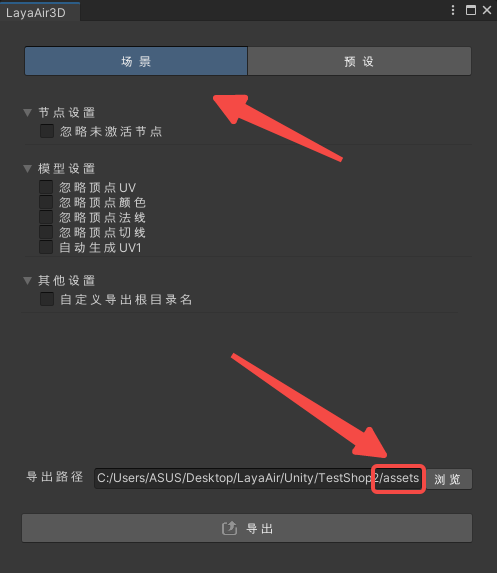 LayaAir3D
场景 预设
节点设置
忽略未激活节点
模型设置
忽略顶点UV
忽略顶点颜色
忽略顶点法线
忽略顶点切线
自动生成UV1
其他设置
自定义导出根目录名
导出路径 C:/Users/ASUS/Desktop/LayaAir/Unity/TestShop2/assets 浏览
导出